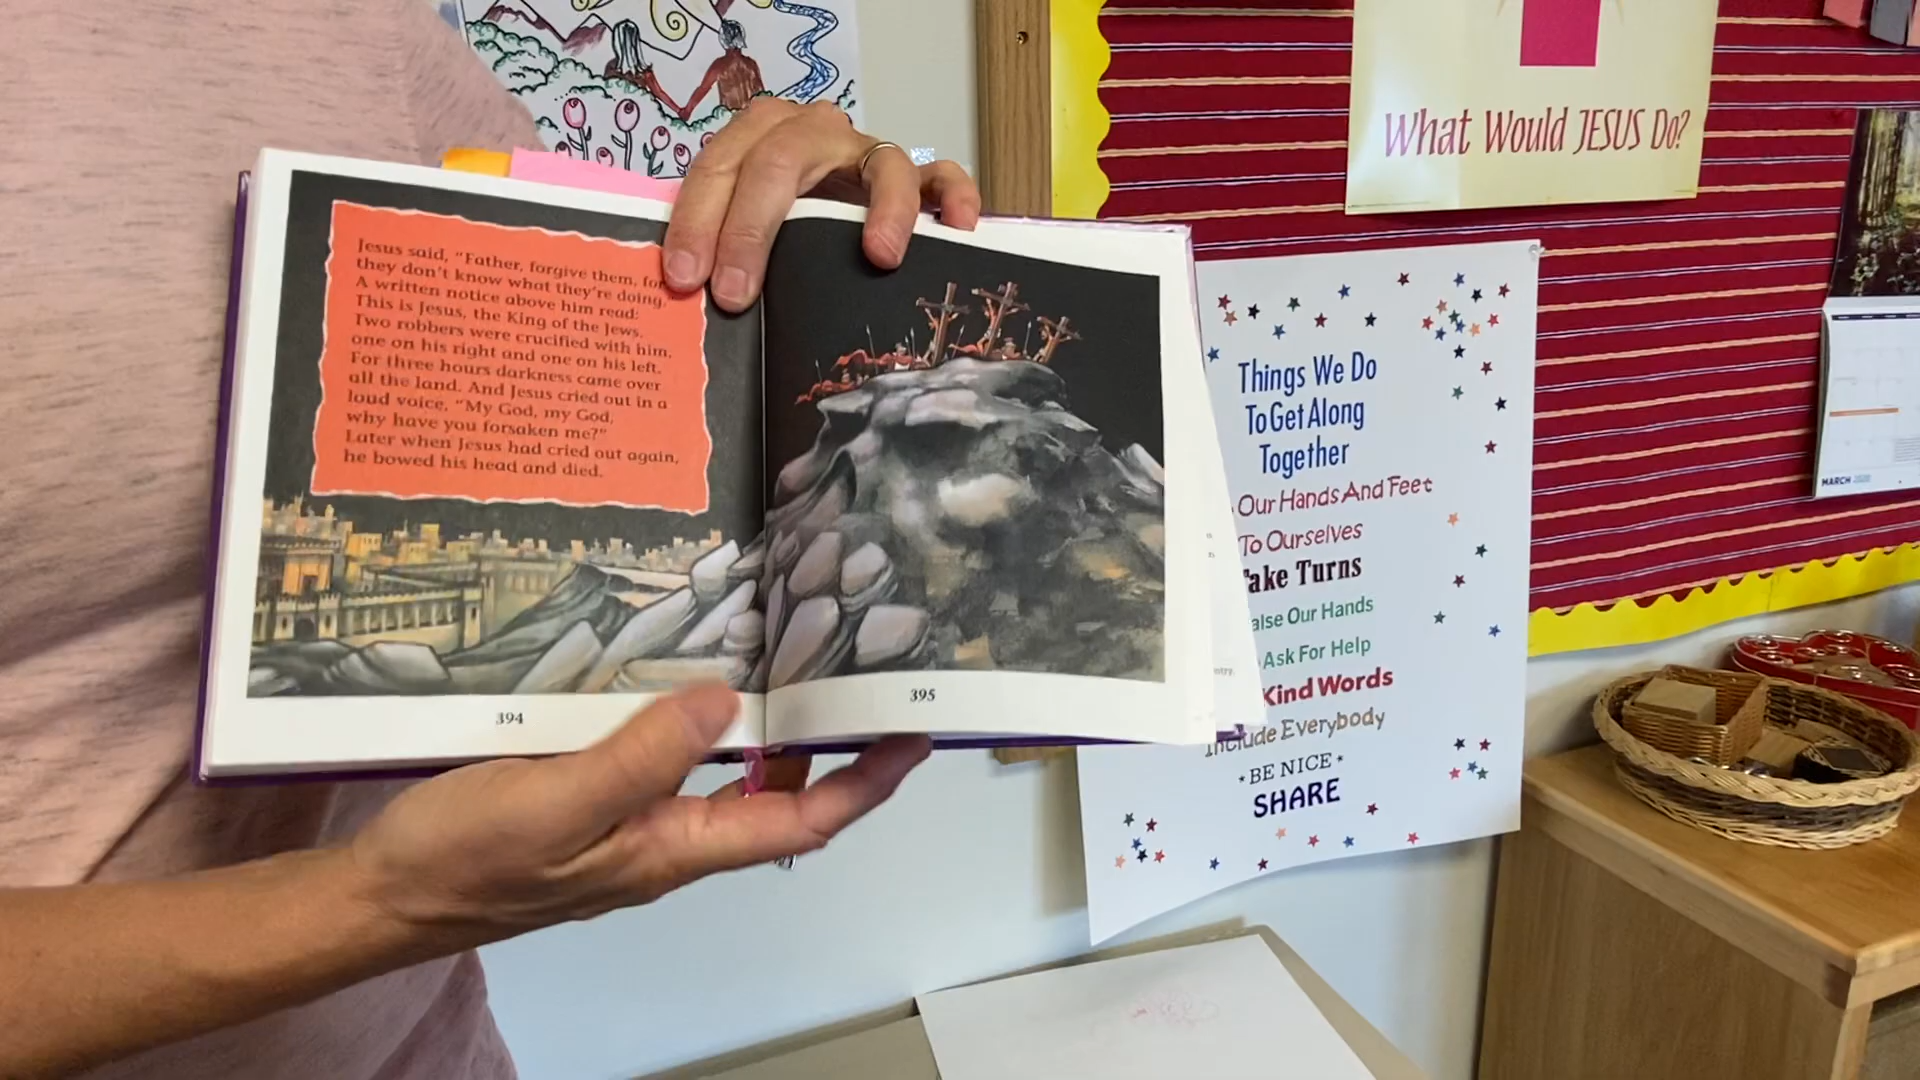 Jesus said, "Father, forgive them, for
they don't know what they're doing."
A written notice above him read:
This is Jesus, the King of the Jews.
Two robbers were crucified with him,
one on his right and one on his left.
For three hours darkness came over
all the land. And Jesus cried out in a
loud voice, "My God, my God,
why have you forsaken me?"
Later when Jesus had cried out again,
he bowed his head and died.
394
395
What Would JESUS Do?
Things We Do
To Get Along
Together
Our Hands And Feet
To Ourselves
Take Turns
Our Hands
Ask For Help
Kind Words
Include Everybody
BE NICE
SHARE
MARCH